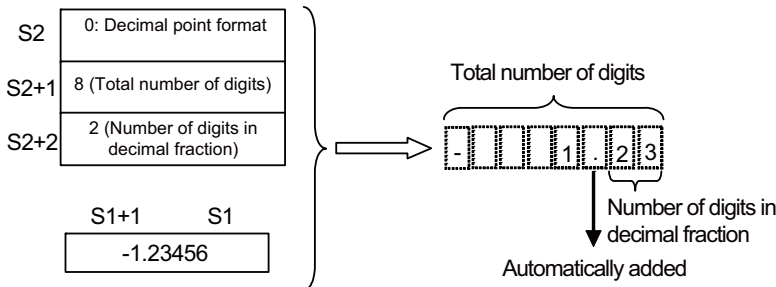 S2
0: Decimal point format
S2+1
8 (Total number of digits)
S2+2
2 (Number of digits in
decimal fraction)
S1+1 S1
-1.23456
Total number of digits
- 1 . 2 3
Number of digits in
decimal fraction
Automatically added